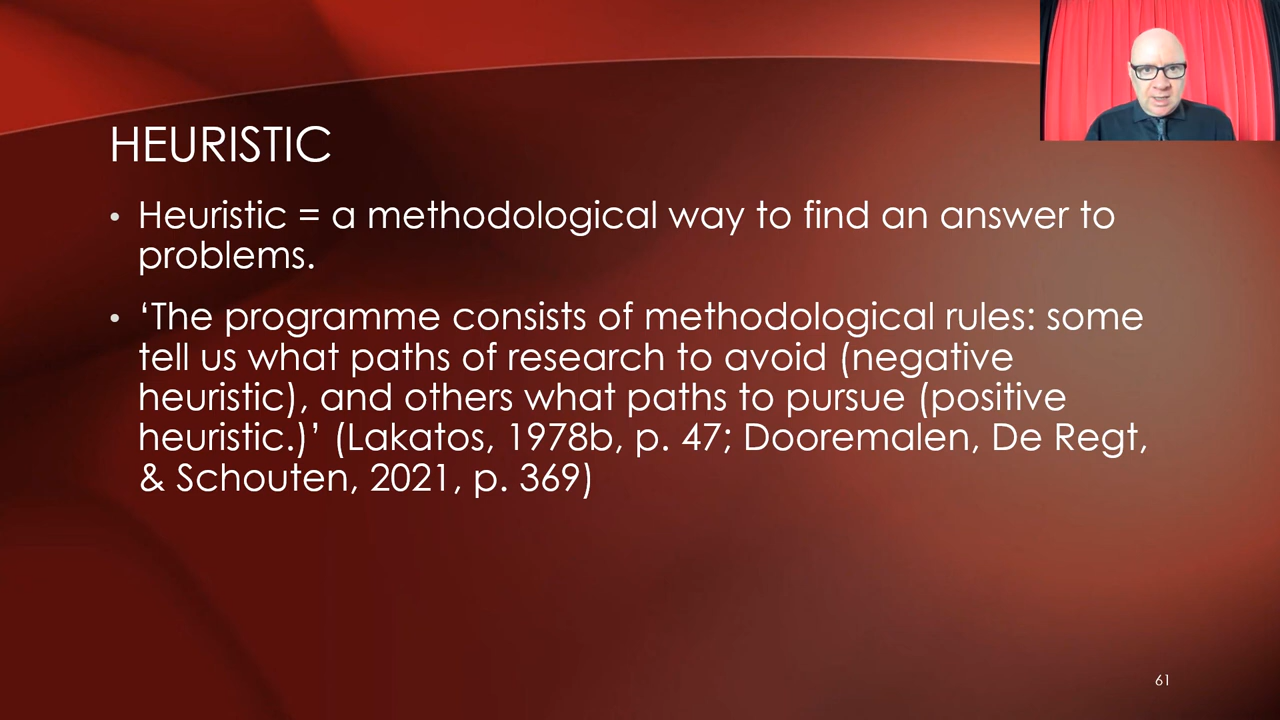 HEURISTIC
• Heuristic = a methodological way to find an answer to
problems.
• ‘The programme consists of methodological rules: some
tell us what paths of research to avoid (negative
heuristic), and others what paths to pursue (positive
heuristic.)’ (Lakatos, 1978b, p. 47; Dooremalen, De Regt,
& Schouten, 2021, p. 369)
61